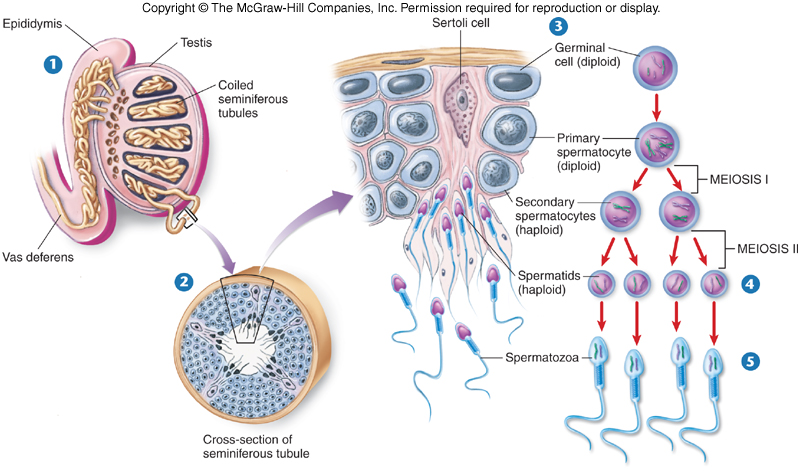 Copyright © The McGraw-Hill Companies, Inc. Permission required for reproduction or display.
Epididymis
1
Testis
Coiled
seminiferous
tubules
Vas deferens
2
Cross-section of
seminiferous tubule
Sertoli cell
3
Germinal
cell (diploid)
Primary
spermatocyte
(diploid)
MEIOSIS I
Secondary
spermatocytes
(haploid)
MEIOSIS II
Spermatids
(haploid)
4
Spermatozoa
5